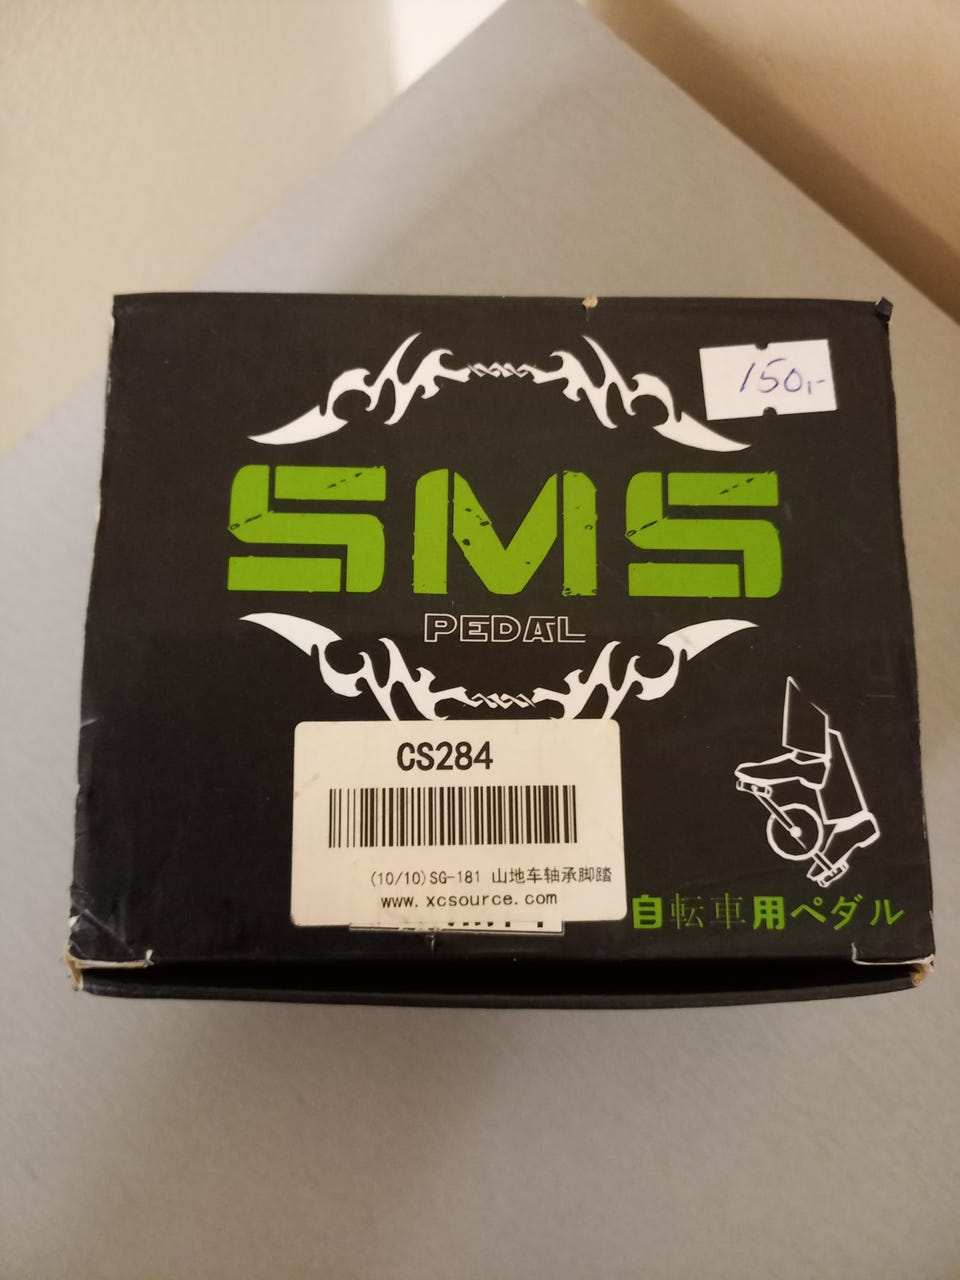 150,-
SMS
PEDAL
CS284
(10/10)SG-181 山地车轴承脚踏
www.xcsource.com
自転車用ペダル